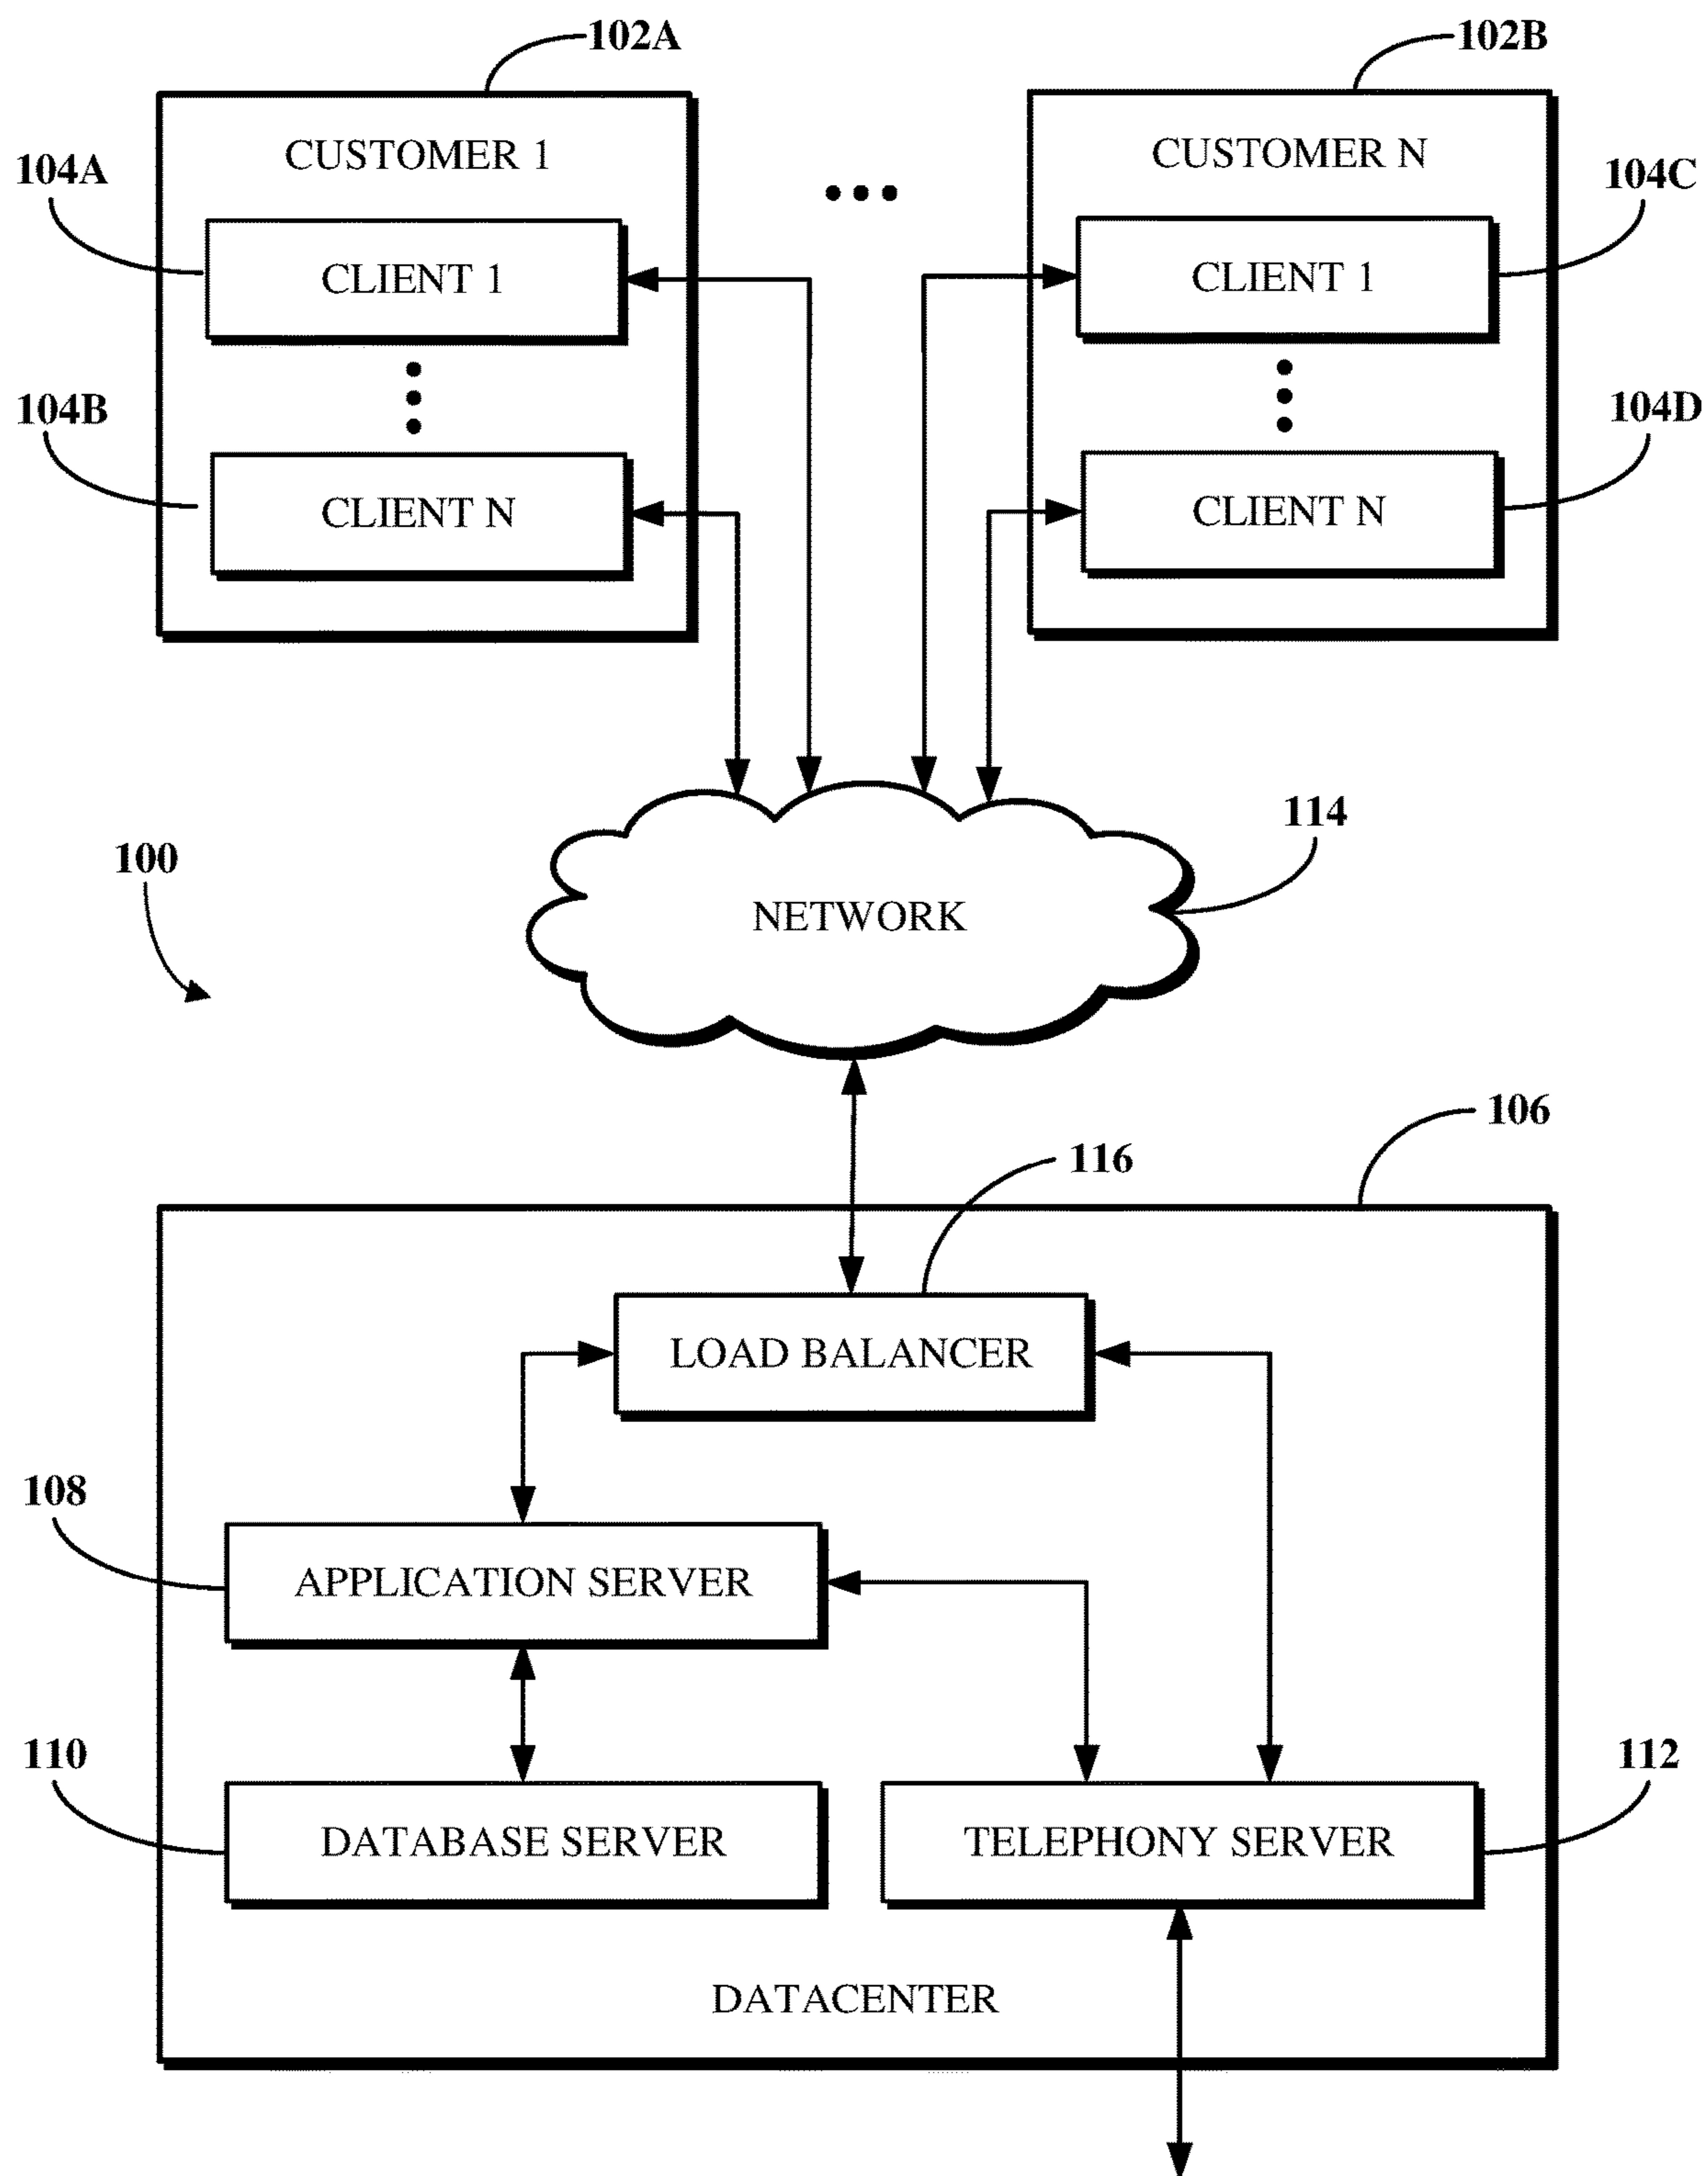 102A
102B
CUSTOMER 1
CUSTOMER N
104A
104C
CLIENT 1
CLIENT 1
104B
104D
CLIENT N
CLIENT N
114
100
NETWORK
106
116
LOAD BALANCER
108
APPLICATION SERVER
110
112
DATABASE SERVER
TELEPHONY SERVER
DATACENTER